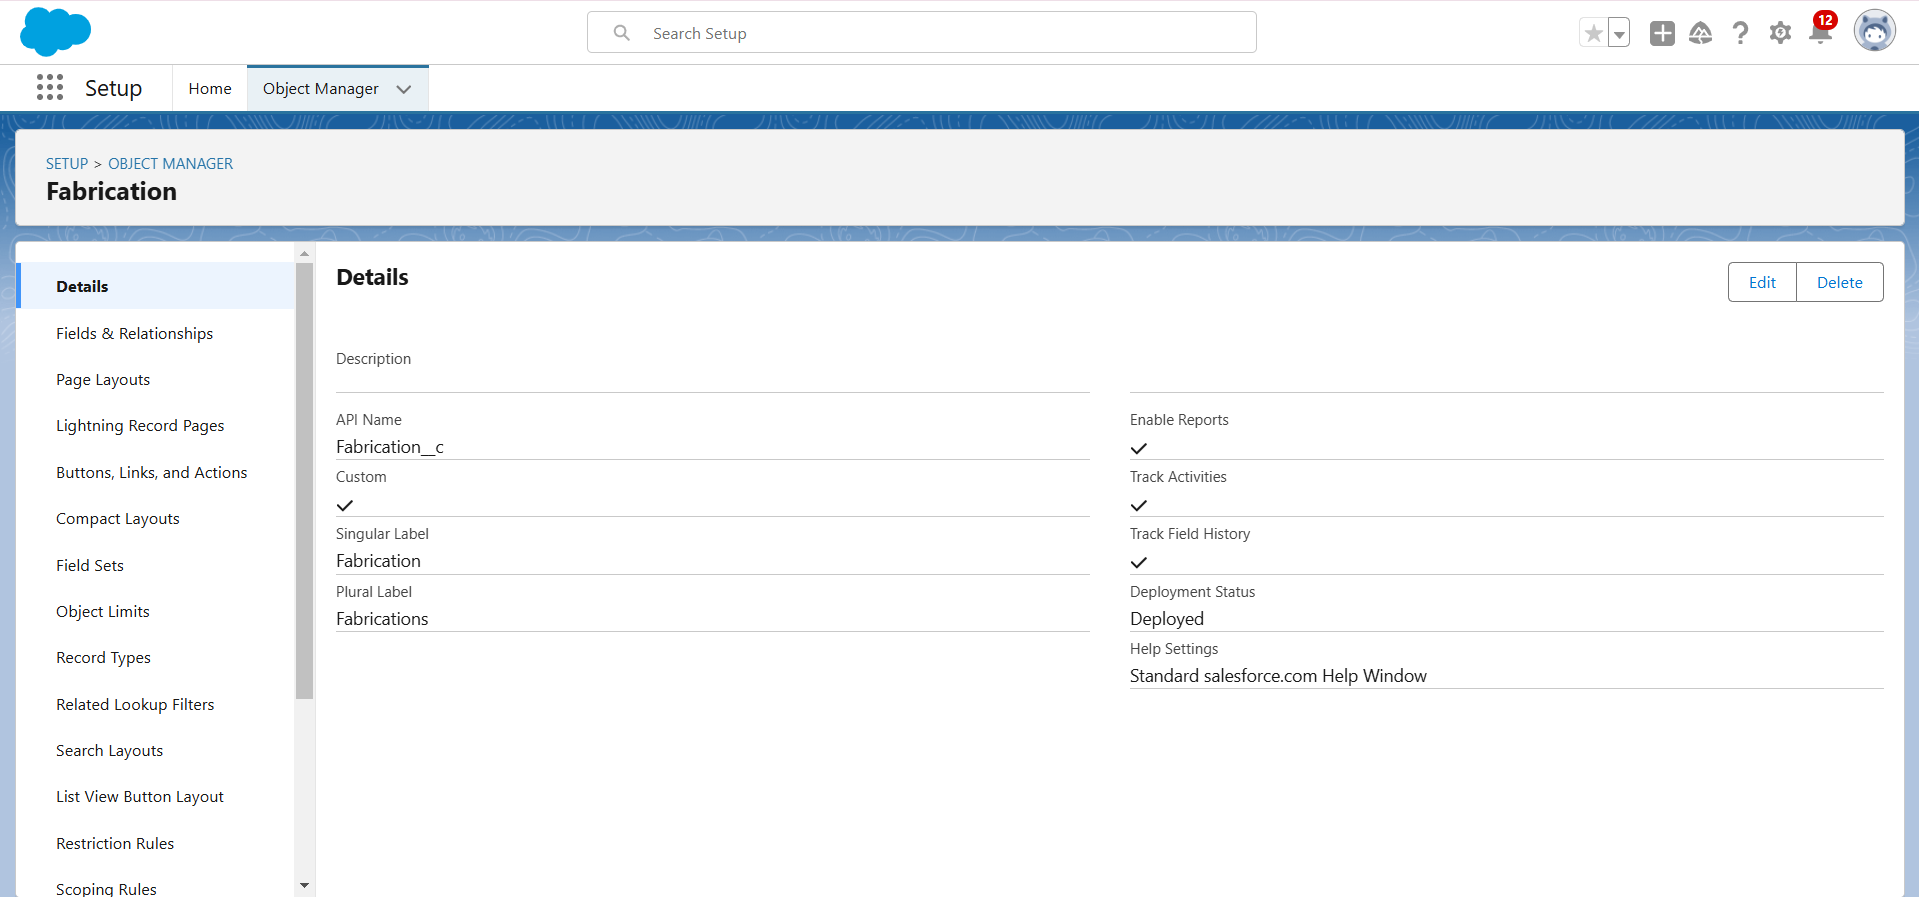 Search Setup
12
Setup
Home
Object Manager
SETUP > OBJECT MANAGER
Fabrication
Details
Fields & Relationships
Page Layouts
Lightning Record Pages
Buttons, Links, and Actions
Compact Layouts
Field Sets
Object Limits
Record Types
Related Lookup Filters
Search Layouts
List View Button Layout
Restriction Rules
Scoping Rules
Details
Edit
Delete
Description
API Name
Fabrication__c
Custom
Singular Label
Fabrication
Plural Label
Fabrications
Enable Reports
Track Activities
Track Field History
Deployment Status
Deployed
Help Settings
Standard salesforce.com Help Window